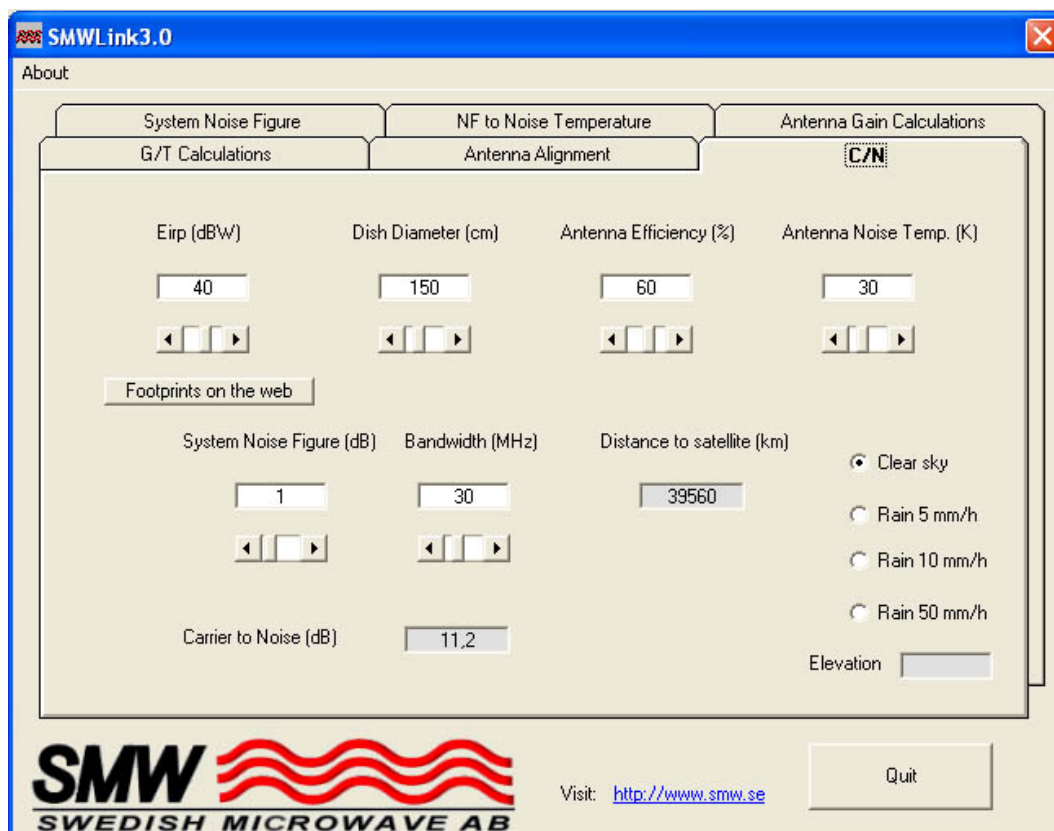 SMWLink3.0
About
System Noise Figure
NF to Noise Temperature
Antenna Gain Calculations
G/T Calculations
Antenna Alignment
C/N
Eirp (dBW)
Dish Diameter (cm)
Antenna Efficiency (%)
Antenna Noise Temp. (K)
40
150
60
30
Footprints on the web
System Noise Figure (dB)
Bandwidth (MHz)
Distance to satellite (km)
1
30
39560
Clear sky
Rain 5 mm/h
Rain 10 mm/h
Rain 50 mm/h
Carrier to Noise (dB)
11,2
Elevation
SMW
SWEDISH MICROWAVE AB
Visit: http://www.smw.se
Quit